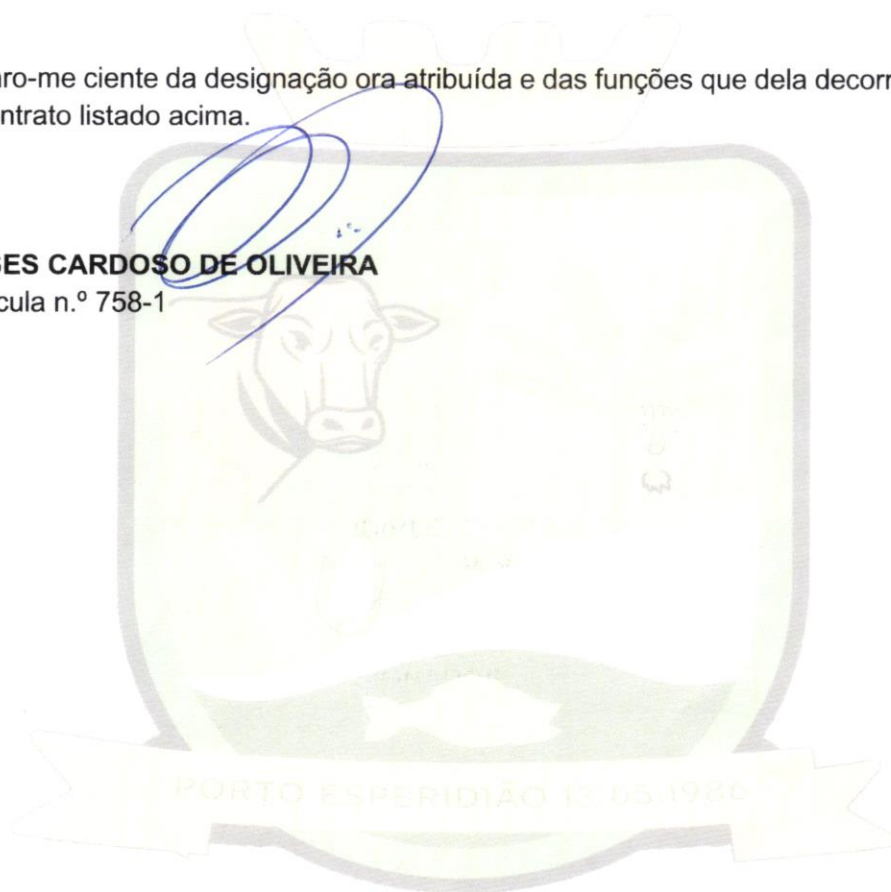 ro-me ciente da designação ora atribuída e das funções que dela decorr
ntrato listado acima.
ES CARDOSO DE OLIVEIRA
cula n.º 758-1
PORTO ESPERIDIÃO 13.05.1986